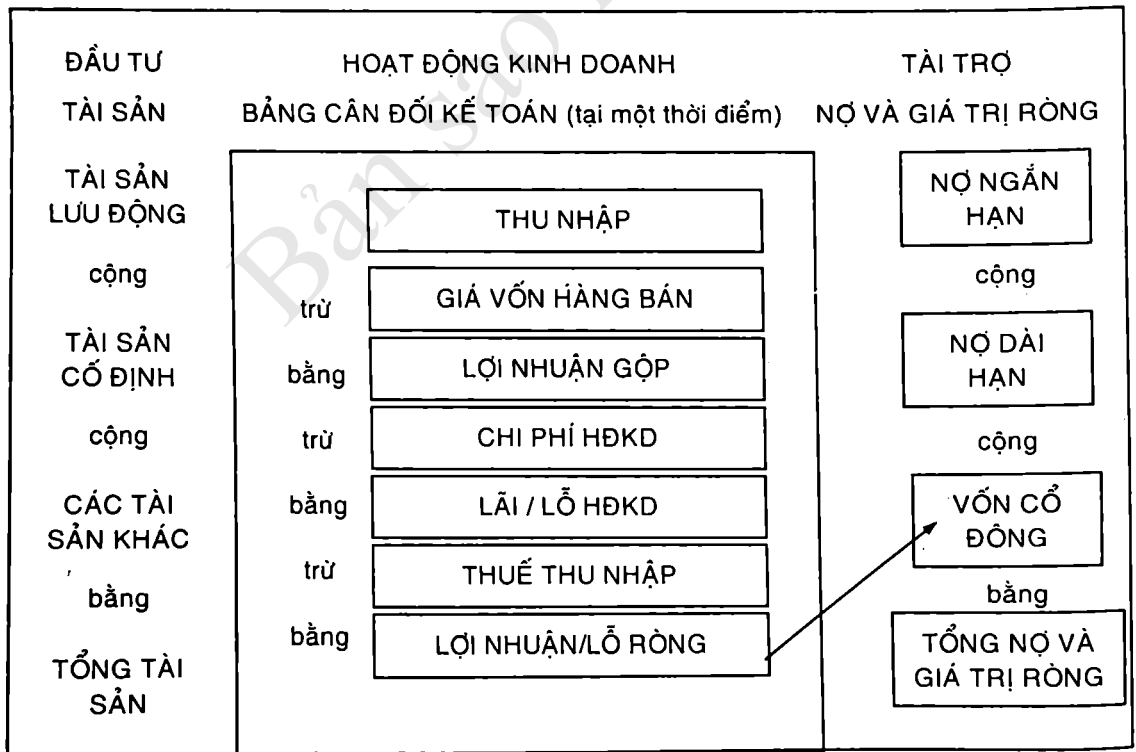 ĐẦU TƯ
TÀI SẢN
TÀI SẢN
LƯU ĐỘNG
cộng
TÀI SẢN
CỐ ĐỊNH
cộng
CÁC TÀI
SẢN KHÁC
bằng
TỔNG TÀI
SẢN
HOẠT ĐỘNG KINH DOANH
BẢNG CÂN ĐỐI KẾ TOÁN (tại một thời điểm)
THU NHẬP
trừ
GIÁ VỐN HÀNG BÁN
bằng
LỢI NHUẬN GỘP
trừ
CHI PHÍ HĐKD
bằng
LÃI / LỖ HĐKD
trừ
THUẾ THU NHẬP
bằng
LỢI NHUẬN/LỖ RÒNG
TÀI TRỢ
NỢ VÀ GIÁ TRỊ RÒNG
NỢ NGẮN
HẠN
cộng
NỢ DÀI
HẠN
cộng
VỐN CỔ
ĐÔNG
bằng
TỔNG NỢ VÀ
GIÁ TRỊ RÒNG
Bản sao